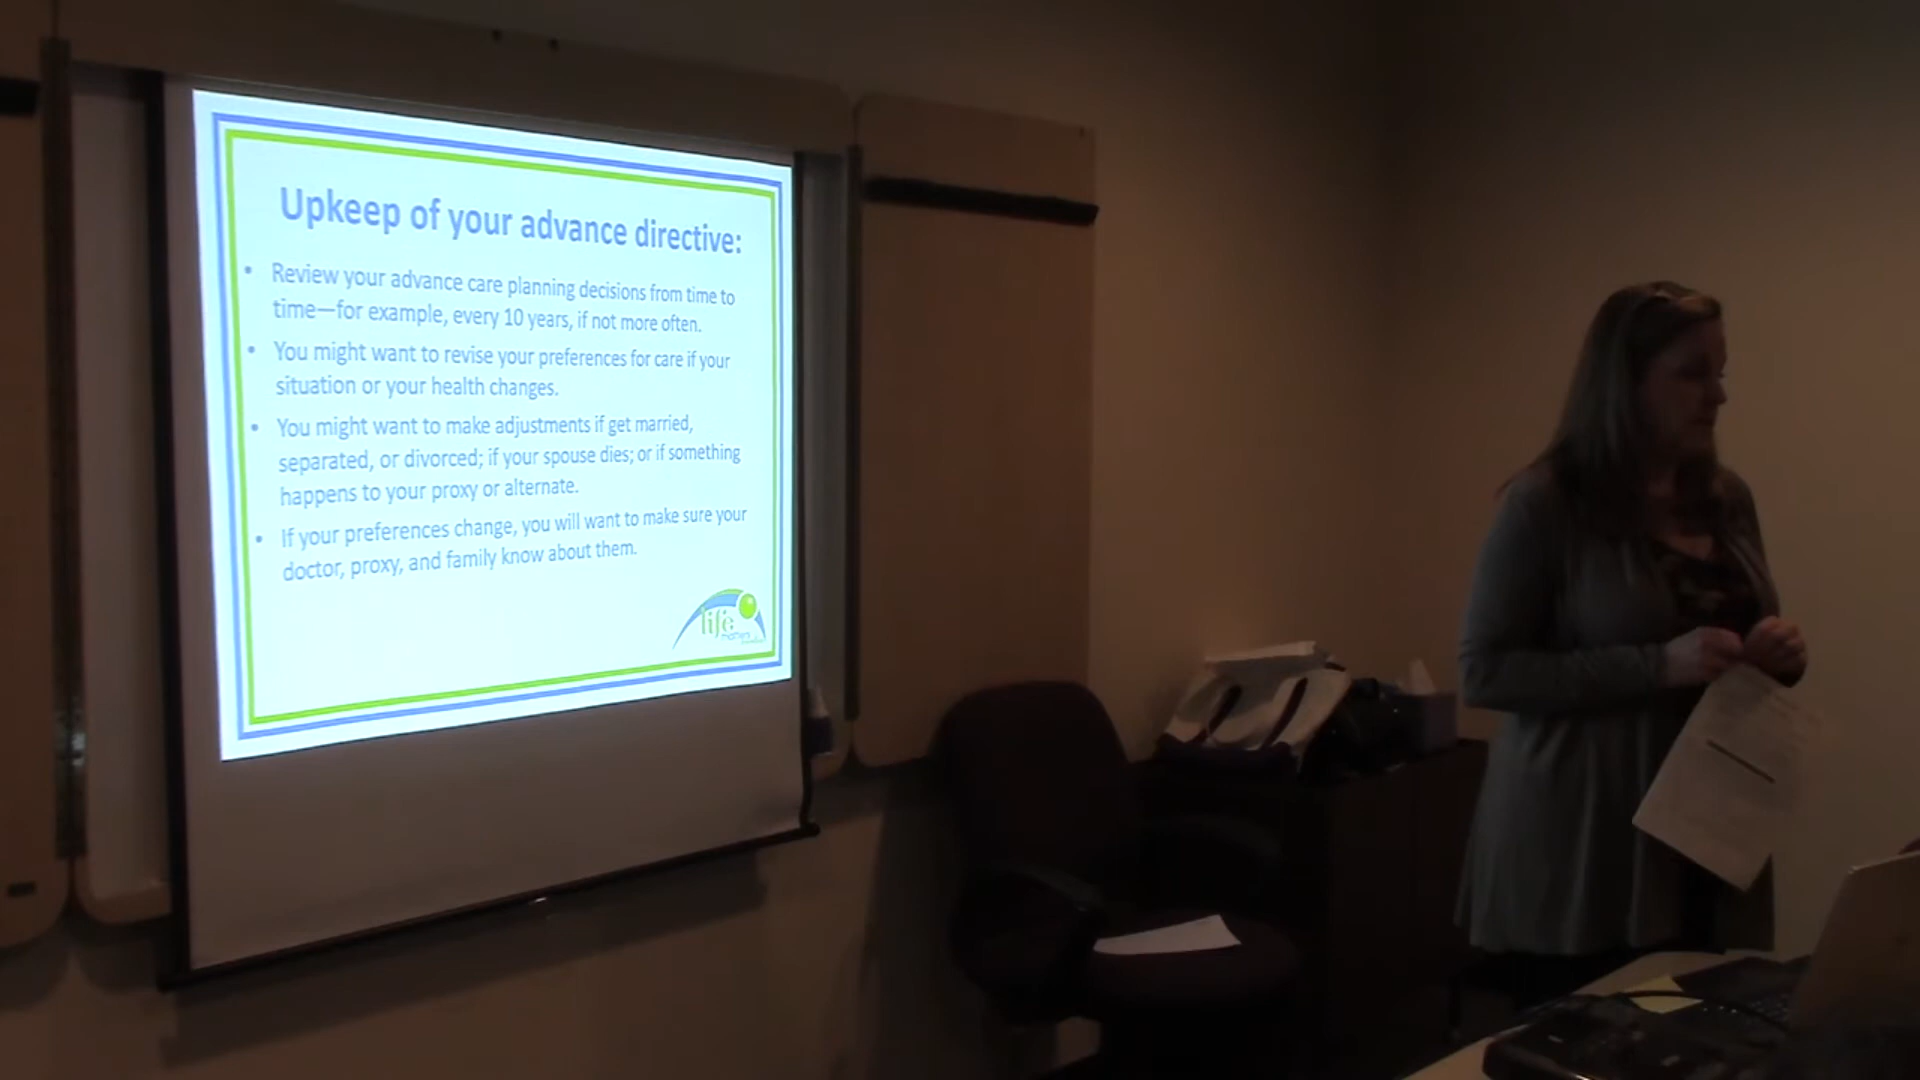 Upkeep of your advance directive:
• Review your advance care planning decisions from time to
time—for example, every 10 years, if not more often.
• You might want to revise your preferences for care if your
situation or your health changes.
• You might want to make adjustments if get married,
separated, or divorced; if your spouse dies; or if something
happens to your proxy or alternate.
• If your preferences change, you will want to make sure your
doctor, proxy, and family know about them.
life
matters